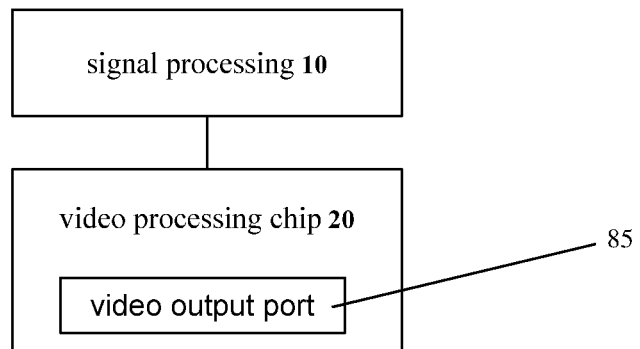 signal processing 10
video processing chip 20
85
video output port